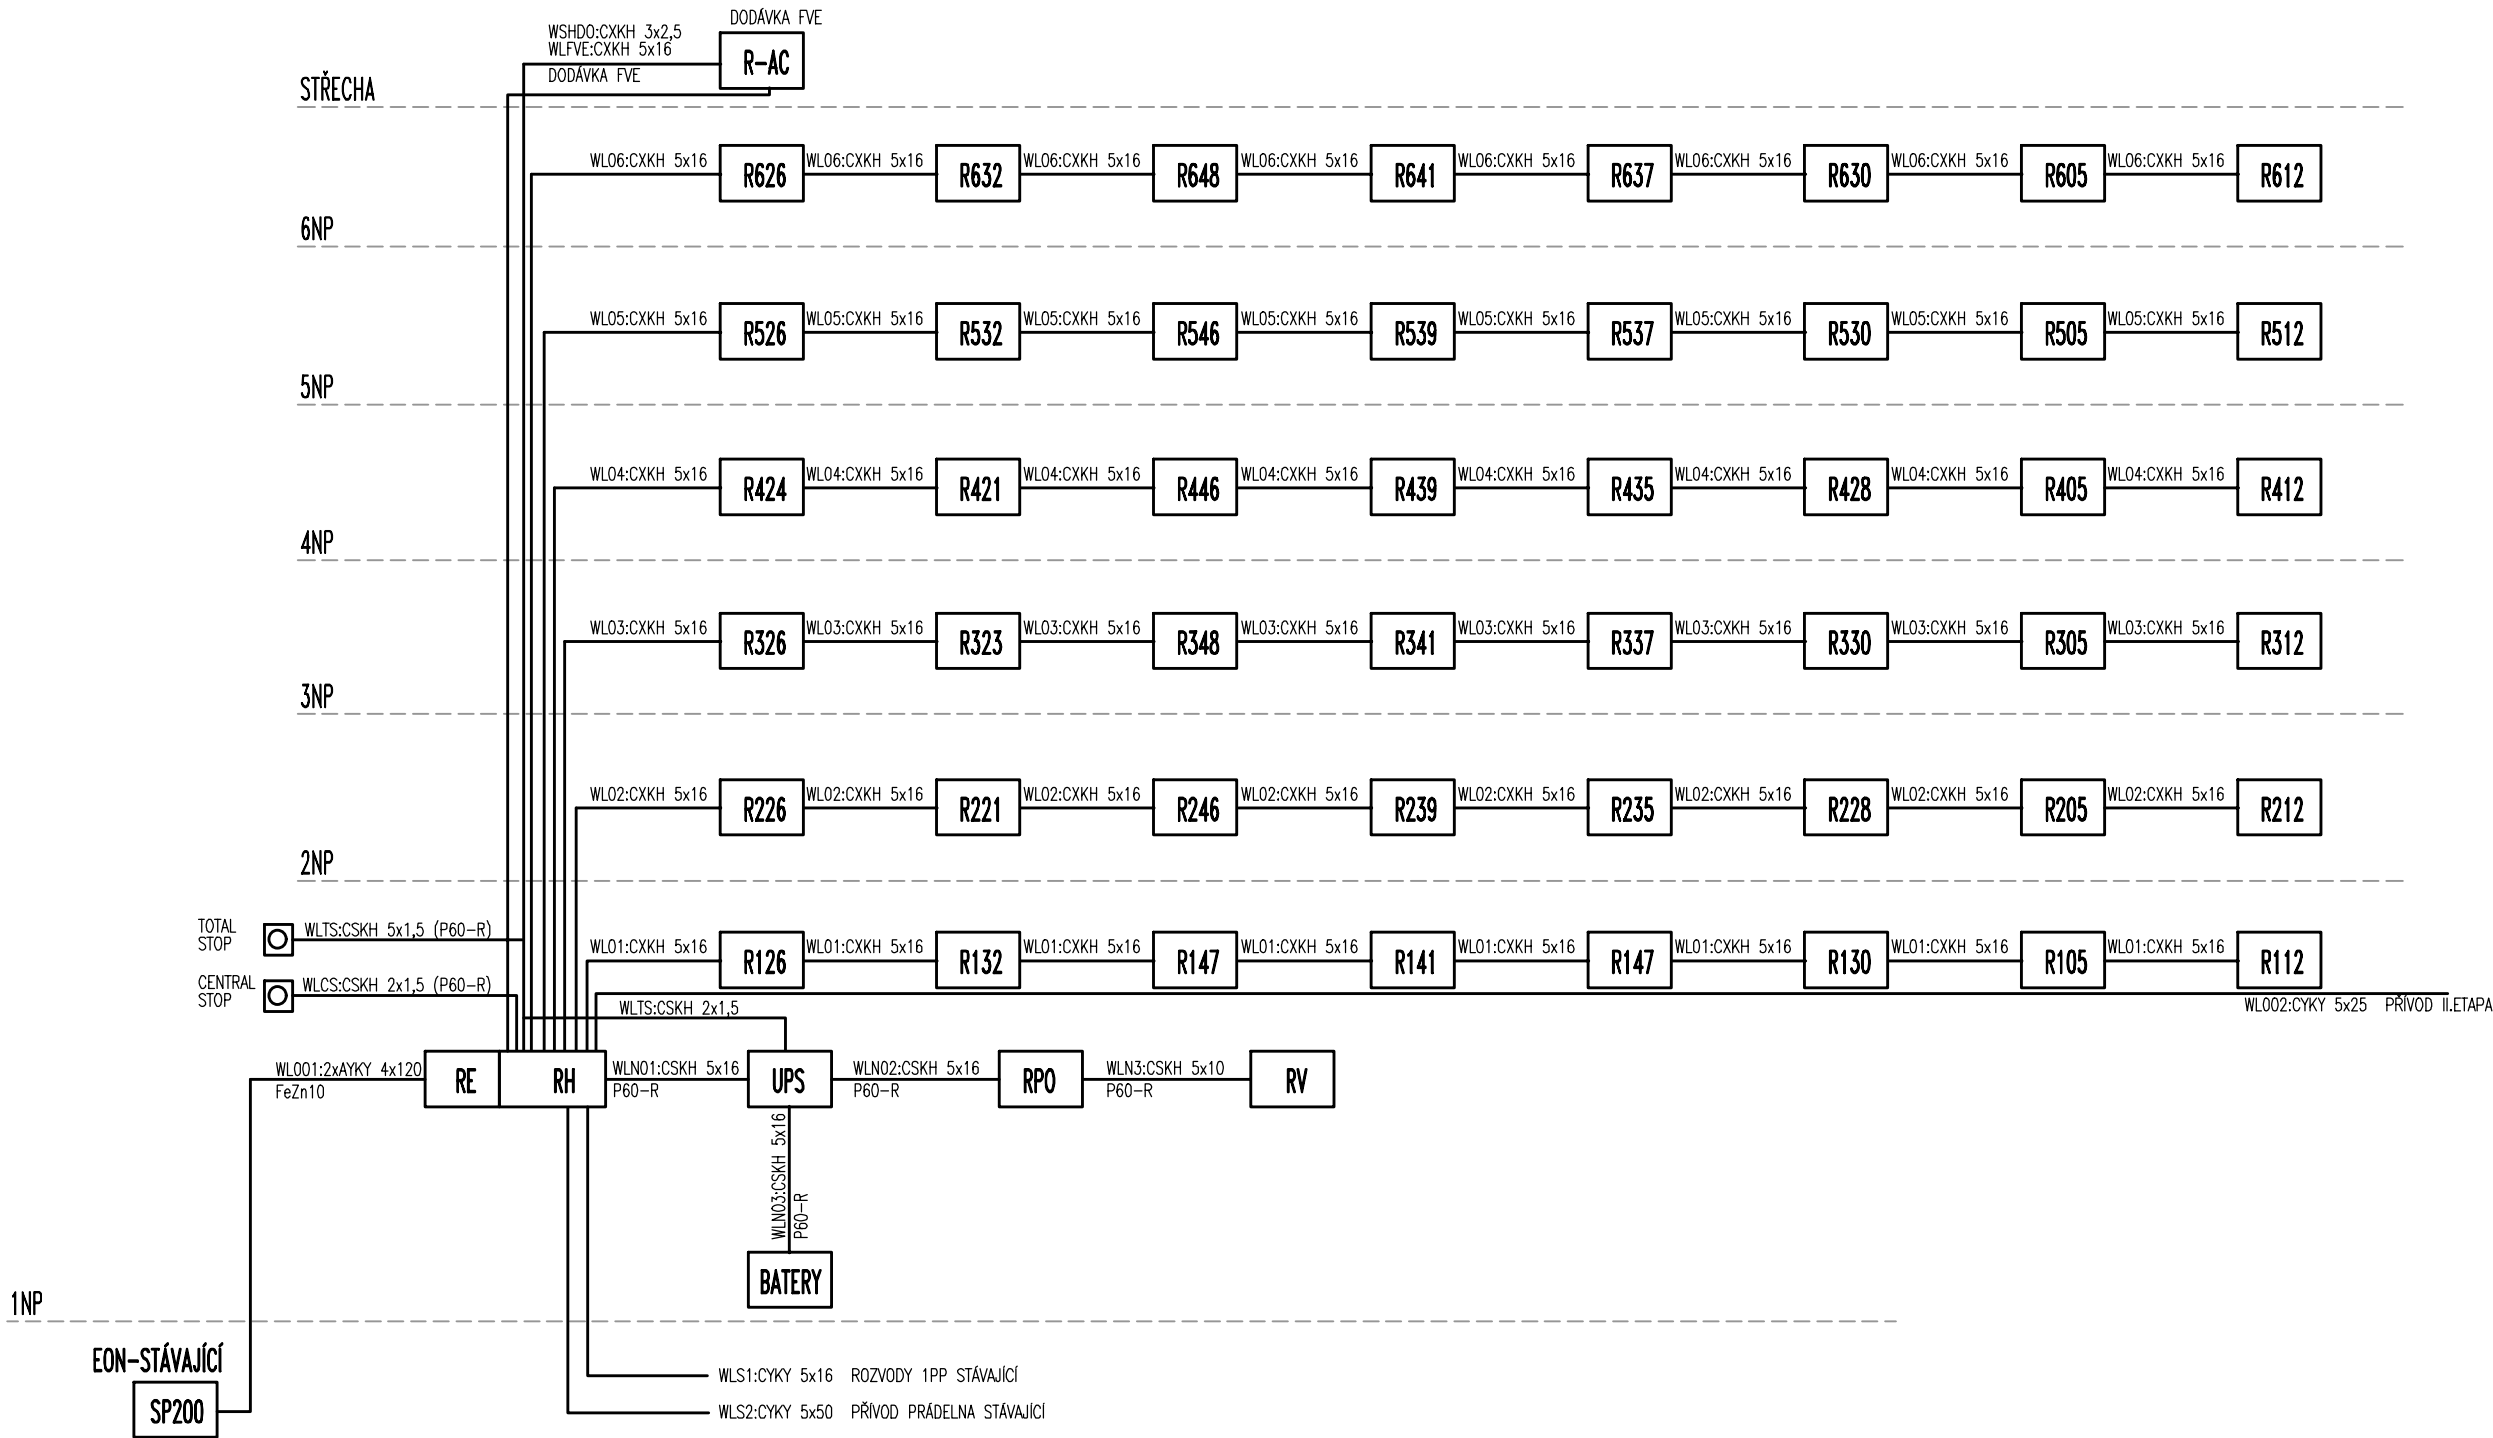 DODÁVKA FVE
WSHDO:CXKH 3x2,5
WLFVE:CXKH 5x16
R-AC
DODÁVKA FVE
STŘECHA
WL06:CXKH 5x16 R626 WL06:CXKH 5x16 R632 WL06:CXKH 5x16 R648 WL06:CXKH 5x16 R641 WL06:CXKH 5x16 R637 WL06:CXKH 5x16 R630 WL06:CXKH 5x16 R605 WL06:CXKH 5x16 R612
6NP
WL05:CXKH 5x16 R526 WL05:CXKH 5x16 R532 WL05:CXKH 5x16 R546 WL05:CXKH 5x16 R539 WL05:CXKH 5x16 R537 WL05:CXKH 5x16 R530 WL05:CXKH 5x16 R505 WL05:CXKH 5x16 R512
5NP
WL04:CXKH 5x16 R424 WL04:CXKH 5x16 R421 WL04:CXKH 5x16 R446 WL04:CXKH 5x16 R439 WL04:CXKH 5x16 R435 WL04:CXKH 5x16 R428 WL04:CXKH 5x16 R405 WL04:CXKH 5x16 R412
4NP
WL03:CXKH 5x16 R326 WL03:CXKH 5x16 R323 WL03:CXKH 5x16 R348 WL03:CXKH 5x16 R341 WL03:CXKH 5x16 R337 WL03:CXKH 5x16 R330 WL03:CXKH 5x16 R305 WL03:CXKH 5x16 R312
3NP
WL02:CXKH 5x16 R226 WL02:CXKH 5x16 R221 WL02:CXKH 5x16 R246 WL02:CXKH 5x16 R239 WL02:CXKH 5x16 R235 WL02:CXKH 5x16 R228 WL02:CXKH 5x16 R205 WL02:CXKH 5x16 R212
2NP
TOTAL
STOP
WLTS:CSKH 5x1,5 (P60-R)
WL01:CXKH 5x16 R126 WL01:CXKH 5x16 R132 WL01:CXKH 5x16 R147 WL01:CXKH 5x16 R141 WL01:CXKH 5x16 R147 WL01:CXKH 5x16 R130 WL01:CXKH 5x16 R105 WL01:CXKH 5x16 R112
CENTRAL
STOP
WLCS:CSKH 2x1,5 (P60-R)
WLTS:CSKH 2x1,5
WL002:CYKY 5x25 PŘÍVOD II.ETAPA
WL001:2xAYKY 4x120
FeZn10
RE
RH
WLN01:CSKH 5x16
P60-R
UPS
WLN02:CSKH 5x16
P60-R
RPO
WLN3:CSKH 5x10
P60-R
RV
WLN03:CSKH 5x16
P60-R
BATERY
1NP
EON-STÁVAJÍCÍ
SP200
WLS1:CYKY 5x16 ROZVODY 1PP STÁVAJÍCÍ
WLS2:CYKY 5x50 PŘÍVOD PRÁDELNA STÁVAJÍCÍ